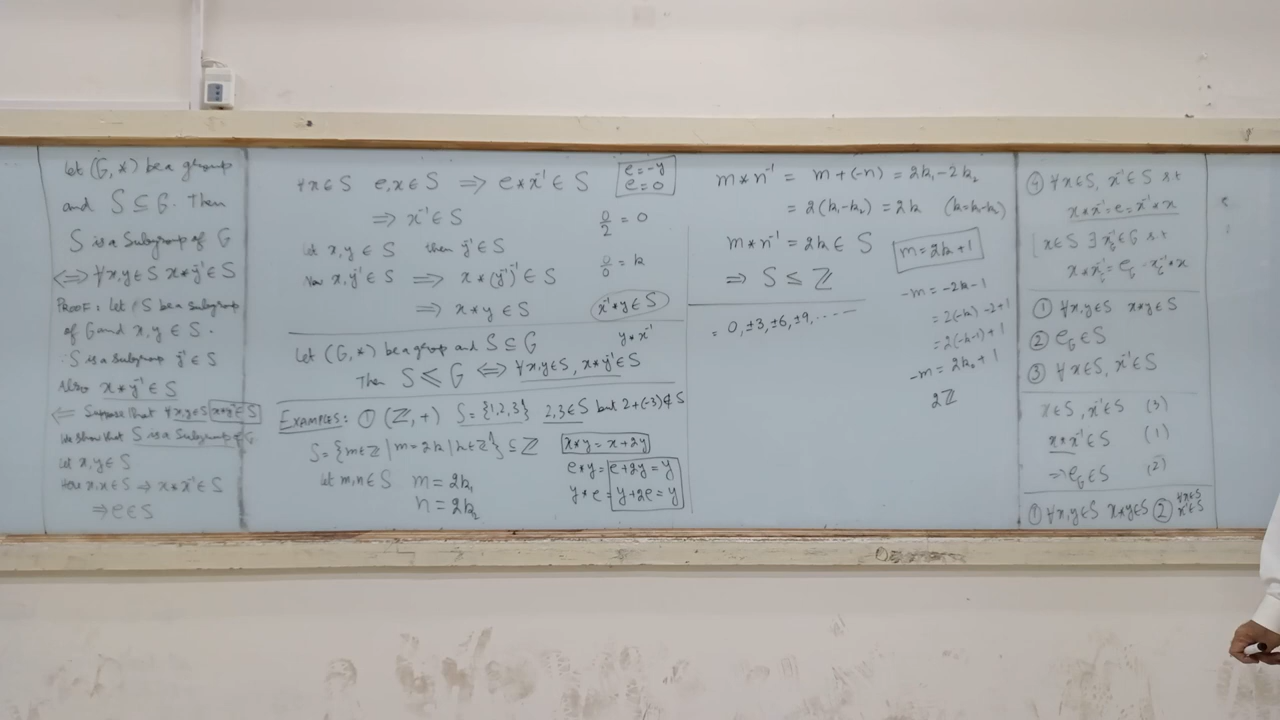 Let (G, *) be a group
and S ⊆ G. Then
S is a Subgroup of G
⟺ ∀x,y∈S x*y⁻¹∈S
PROOF: Let S be a subgroup
of G and x,y ∈ S.
∵ S is a subgroup y⁻¹∈S
Also x*y⁻¹∈S
⟸ Suppose that ∀x,y∈S x*y⁻¹∈S
We show that S is a Subgroup of G
Let x,y∈S
Here x,x∈S ⇒ x*x⁻¹∈S
⇒ e∈S
∀x∈S e,x∈S ⟹ e*x⁻¹∈S
⟹ x⁻¹∈S
Let x,y∈S then y⁻¹∈S
Now x,y⁻¹∈S ⟹ x*(y⁻¹)⁻¹∈S
⟹ x*y∈S
e=-y
e=0
0/2 = 0
0/0 = k
x⁻¹*y∈S
y*x⁻¹
Let (G,*) be a group and S⊆G
Then S≤G ⟺ ∀x,y∈S, x*y⁻¹∈S
EXAMPLES: ① (ℤ,+) S={1,2,3} 2,3∈S but 2+(-3)∉S
S={m∈ℤ|m=2k|k∈ℤ}⊆ℤ
Let m,n∈S m=2k₁
n=2k₂
x*y=x+2y
e*y=e+2y=y
y*e=y+2e=y
m*n⁻¹ = m+(-n)=2k₁-2k₂
= 2(k₁-k₂)=2k (k=k₁-k₂)
m*n⁻¹=2k∈S
⟹ S≤ℤ
= 0,±3,±6,±9,.....
m=2k+1
-m=-2k-1
=2(-k)-2+1
=2(-k-1)+1
-m=2k₀+1
2ℤ
④ ∀x∈S, x⁻¹∈S s.t
x*x⁻¹=e=x⁻¹*x
① ∀x,y∈S x*y∈S
② e_G∈S
③ ∀x∈S, x⁻¹∈S
x∈S, x⁻¹∈S (3)
x*x⁻¹∈S (1)
⟹e_G∈S (2)
① ∀x,y∈S x*y∈S ② ∀x∈S
x⁻¹∈S